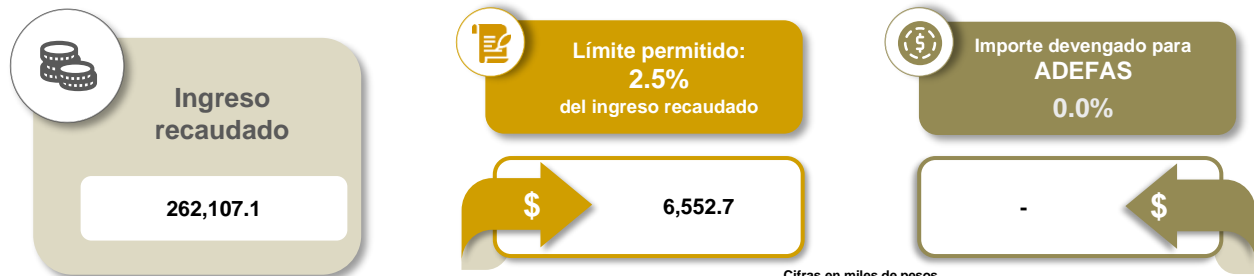 Ingreso
recaudado
262,107.1
Límite permitido:
2.5%
del ingreso recaudado
$
6,552.7
Importe devengado para
ADEFAS
0.0%
-
$
Cifras en miles de pesos